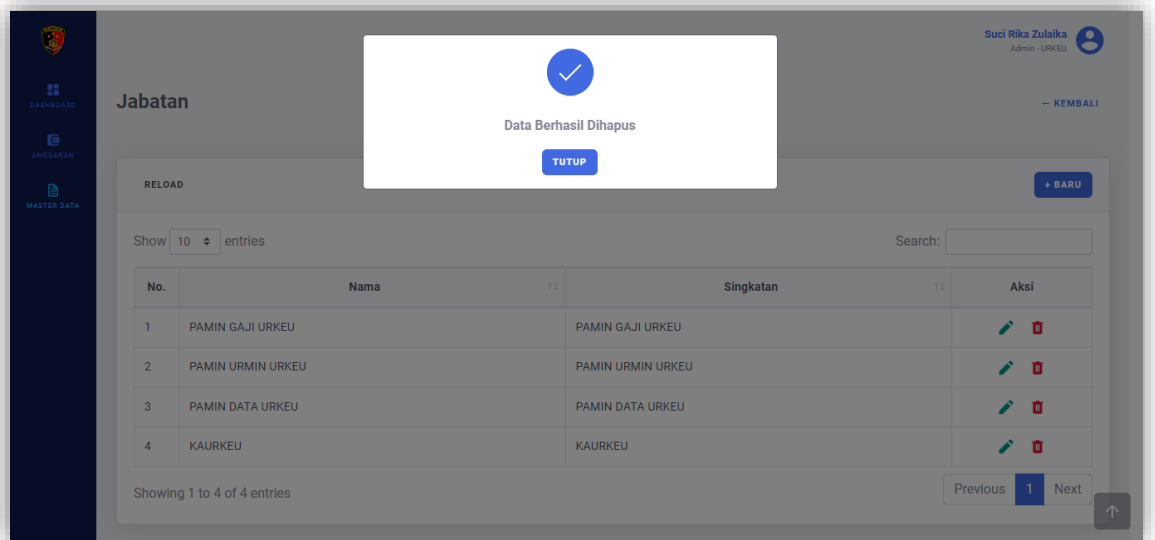 Suci Rika Zulaika
Admin - URKEU
DASHBOARD
ANGGARAN
MASTER DATA
Jabatan
← KEMBALI
Data Berhasil Dihapus
TUTUP
RELOAD
+ BARU
Show 10 entries
Search:
No. Nama Singkatan Aksi
1 PAMIN GAJI URKEU PAMIN GAJI URKEU
2 PAMIN URMIN URKEU PAMIN URMIN URKEU
3 PAMIN DATA URKEU PAMIN DATA URKEU
4 KAURKEU KAURKEU
Showing 1 to 4 of 4 entries
Previous 1 Next